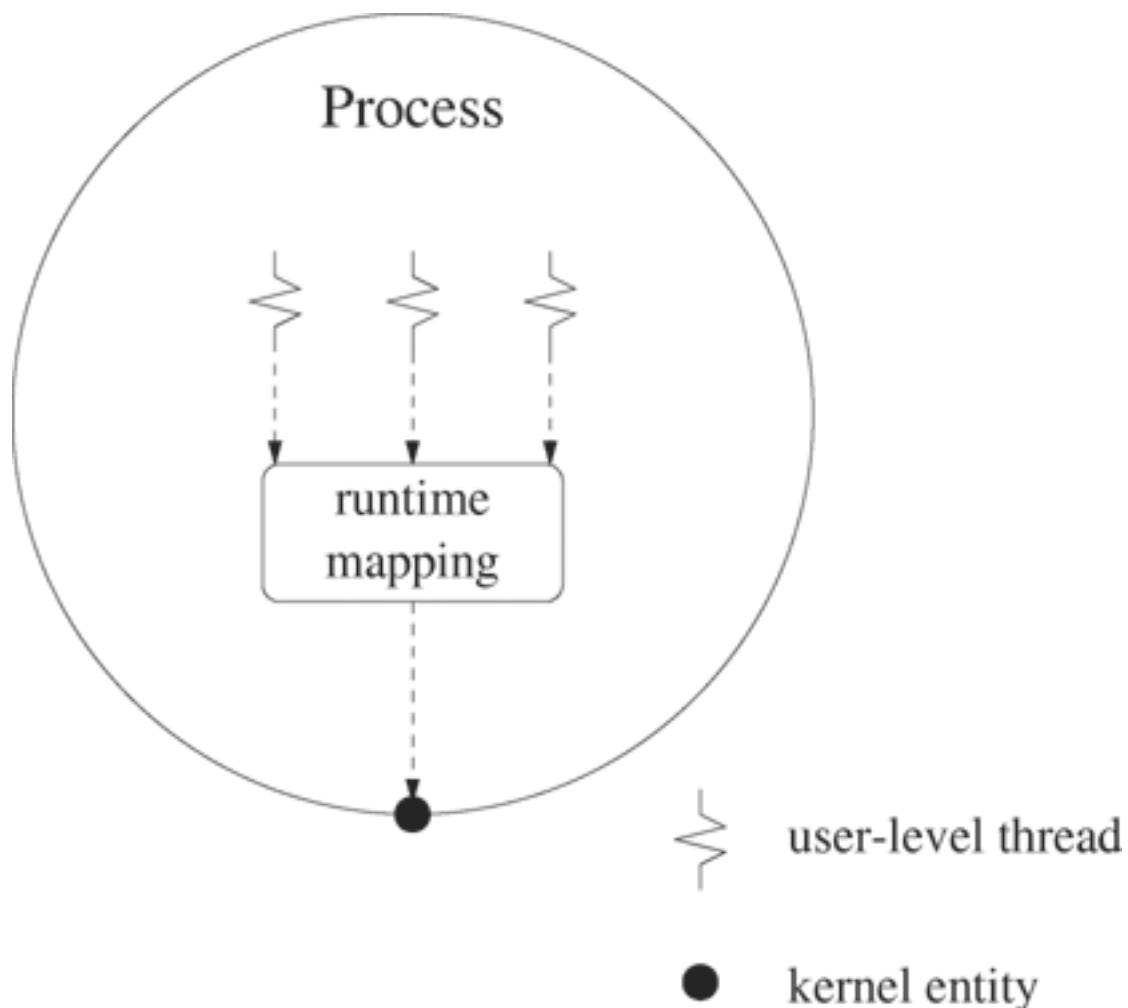 Process
runtime
mapping
user-level thread
kernel entity